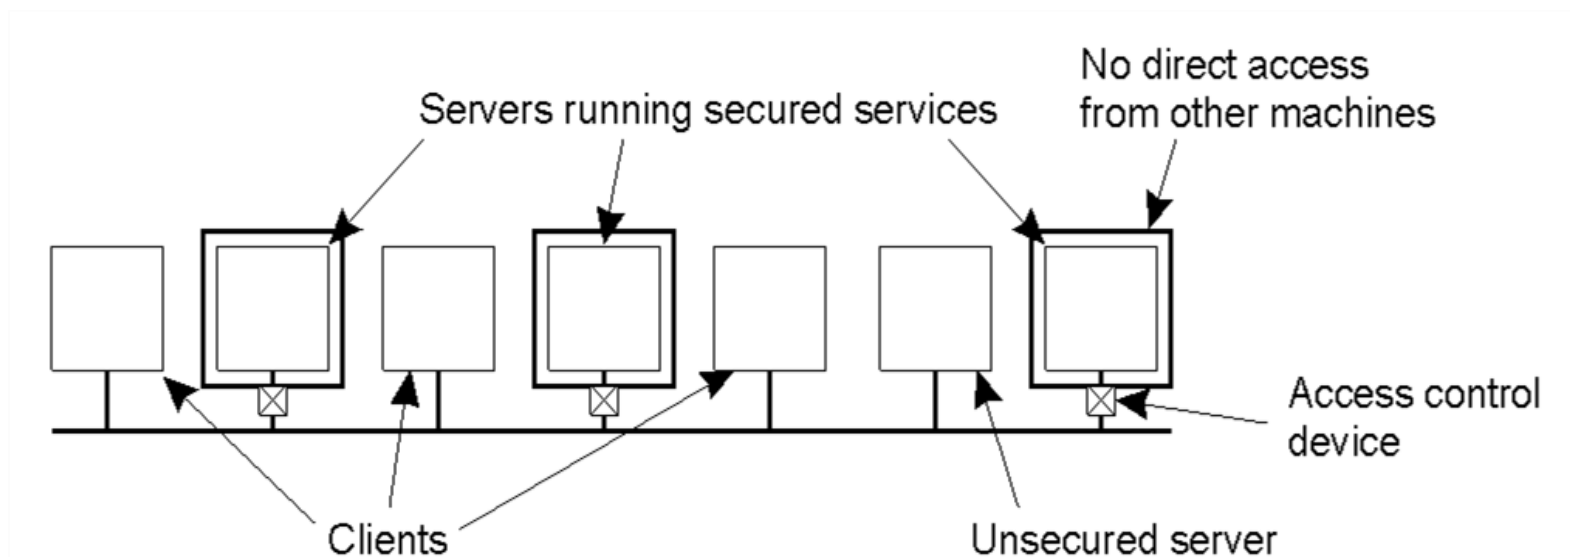 No direct access
from other machines
Servers running secured services
Access control
device
Clients
Unsecured server